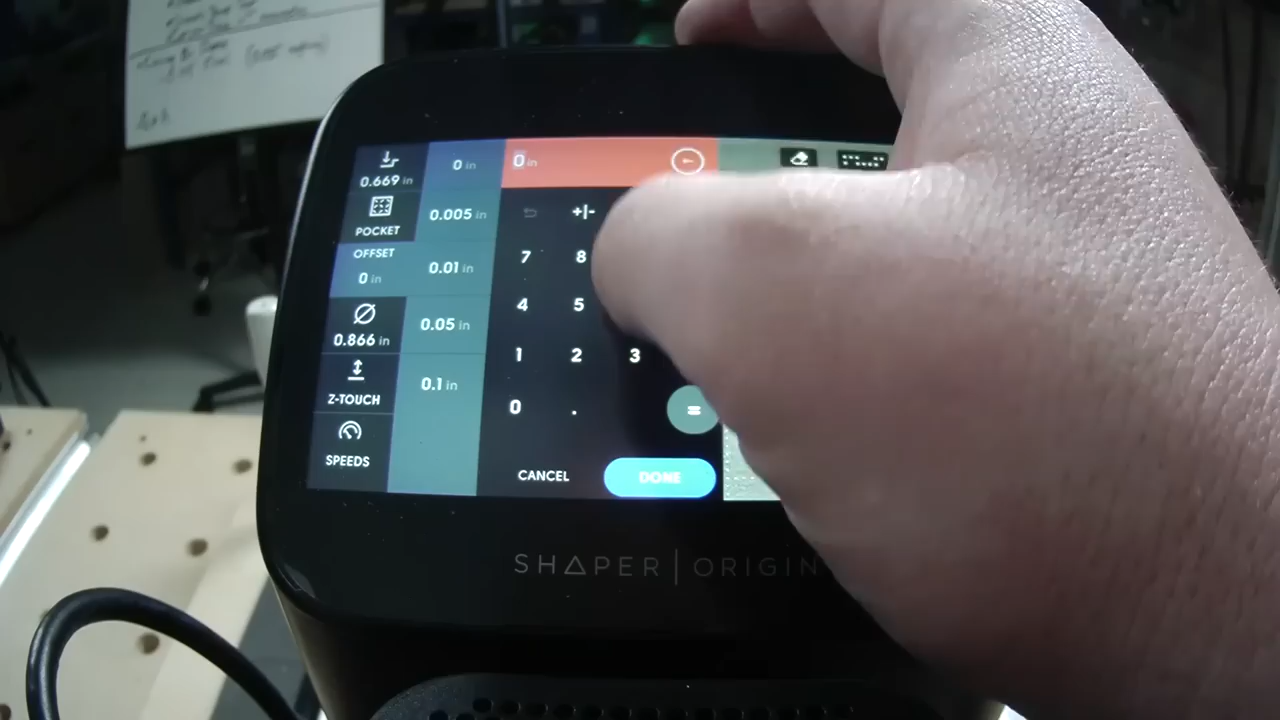 0.669 in
POCKET
OFFSET
0 in
0.866 in
Z-TOUCH
SPEEDS
0 in
0.005 in
0.01 in
0.05 in
0.1 in
0 in
+|-
7 8
4 5
1 2 3
0 . =
CANCEL DONE
SHAPER | ORIGIN